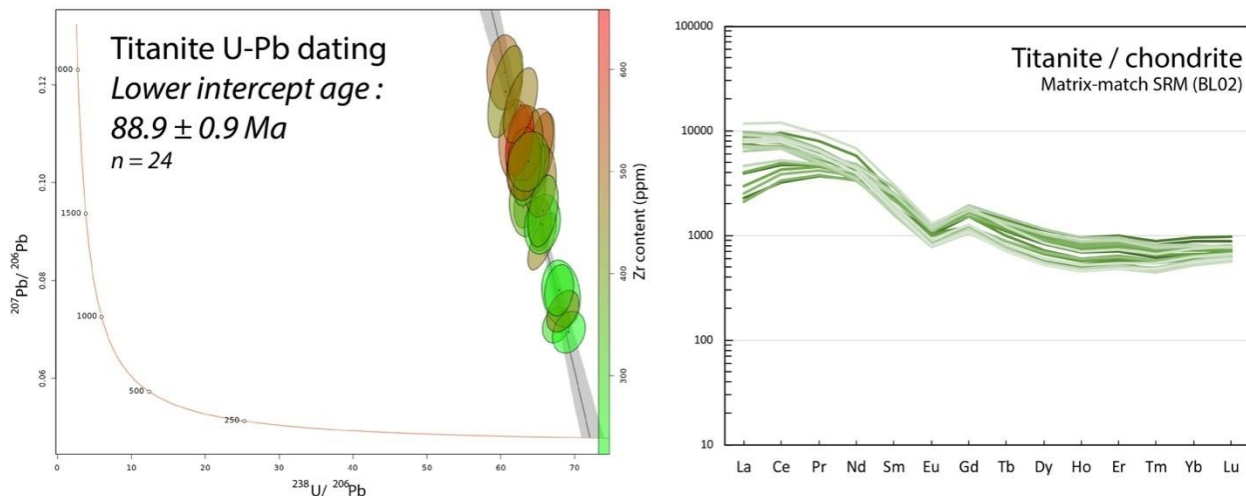 Titanite U-Pb dating
Lower intercept age :
88.9 ± 0.9 Ma
n = 24
²⁰⁷Pb/ ²⁰⁶Pb
0.12
0.10
0.08
0.06
1500
1000
500
250
0
10
20
30
40
50
60
70
²³⁸U/ ²⁰⁶Pb
600
500
400
300
Zr content (ppm)
Titanite / chondrite
Matrix-match SRM (BL02)
100000
10000
1000
100
10
La Ce Pr Nd Sm Eu Gd Tb Dy Ho Er Tm Yb Lu